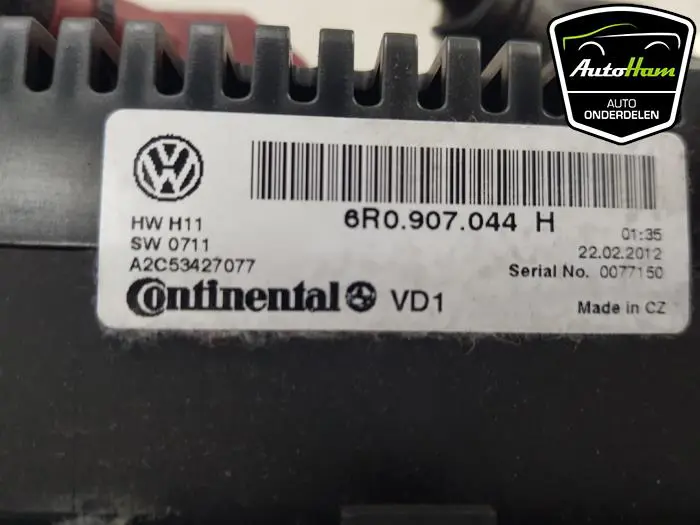 AutoHam
AUTO
ONDERDELEN
VW
6R0.907.044 H
HW H11
SW 0711
A2C53427077
01:35
22.02.2012
Serial No. 0077150
Continental VD1
Made in CZ